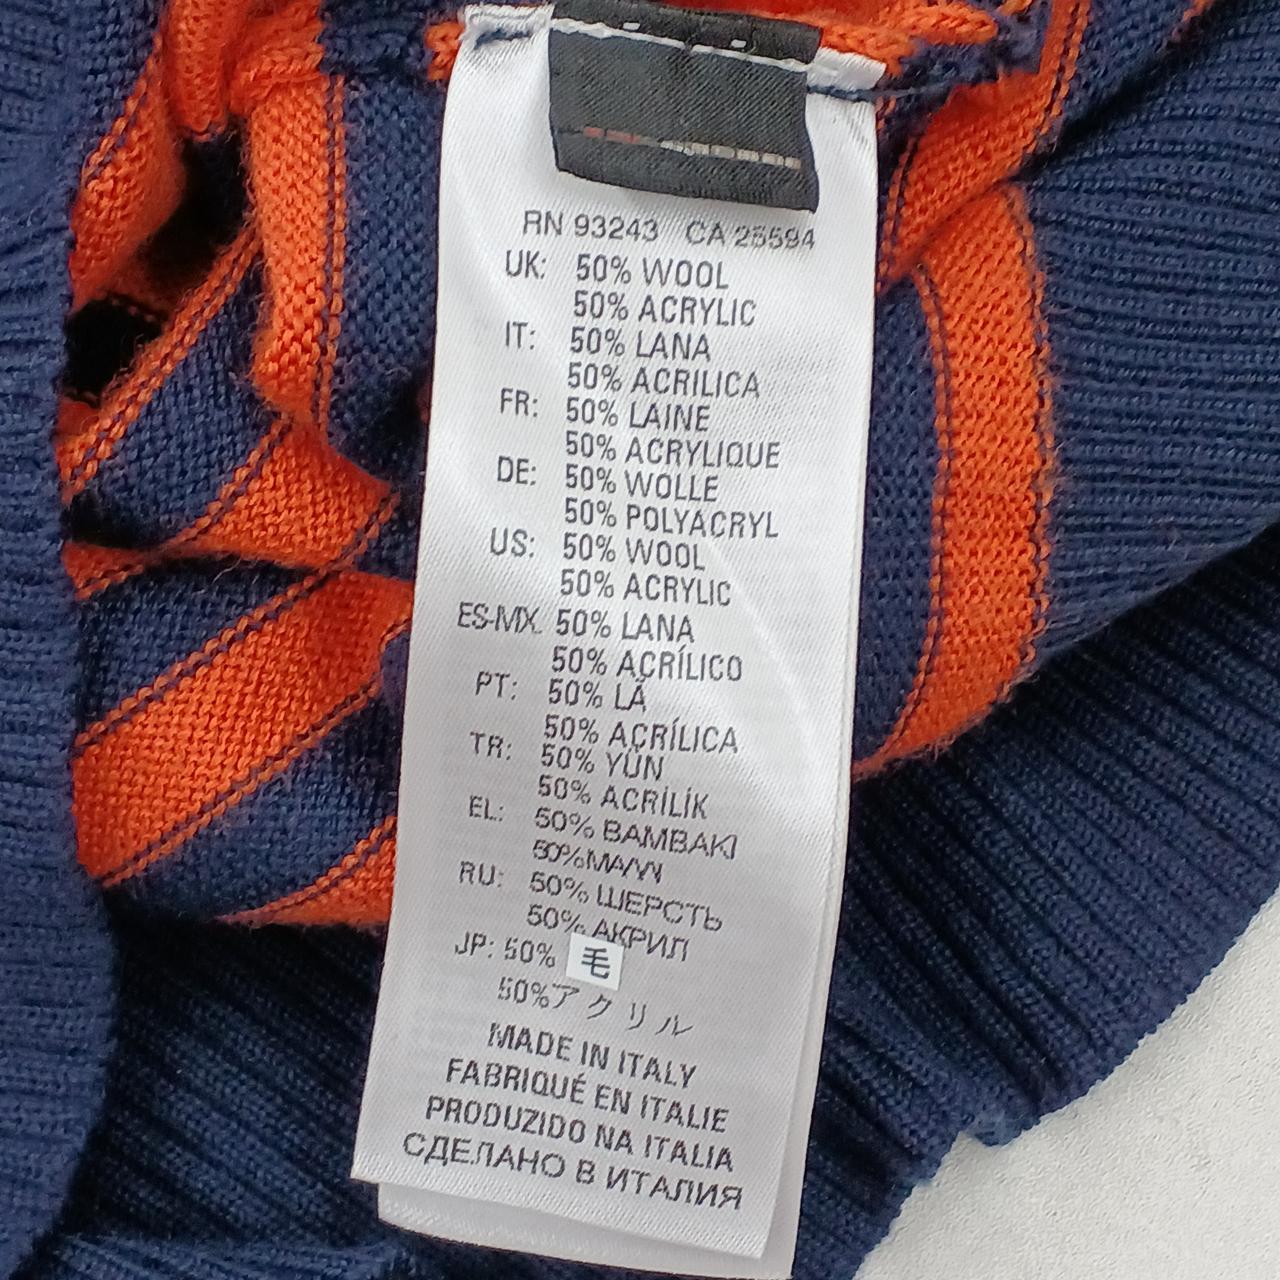 RN 93243 CA 25594
UK: 50% WOOL
50% ACRYLIC
IT: 50% LANA
50% ACRILICA
FR: 50% LAINE
50% ACRYLIQUE
DE: 50% WOLLE
50% POLYACRYL
US: 50% WOOL
50% ACRYLIC
ES-MX. 50% LANA
50% ACRÍLICO
PT: 50% LÃ
50% ACRÍLICA
TR: 50% YÜN
50% ACRİLİK
EL: 50% BAMBAKI
50%
RU: 50% ШЕРСТЬ
50% АКРИЛ
JP: 50% 毛
50%アクリル
MADE IN ITALY
FABRIQUÉ EN ITALIE
PRODUZIDO NA ITALIA
СДЕЛАНО В ИТАЛИЯ